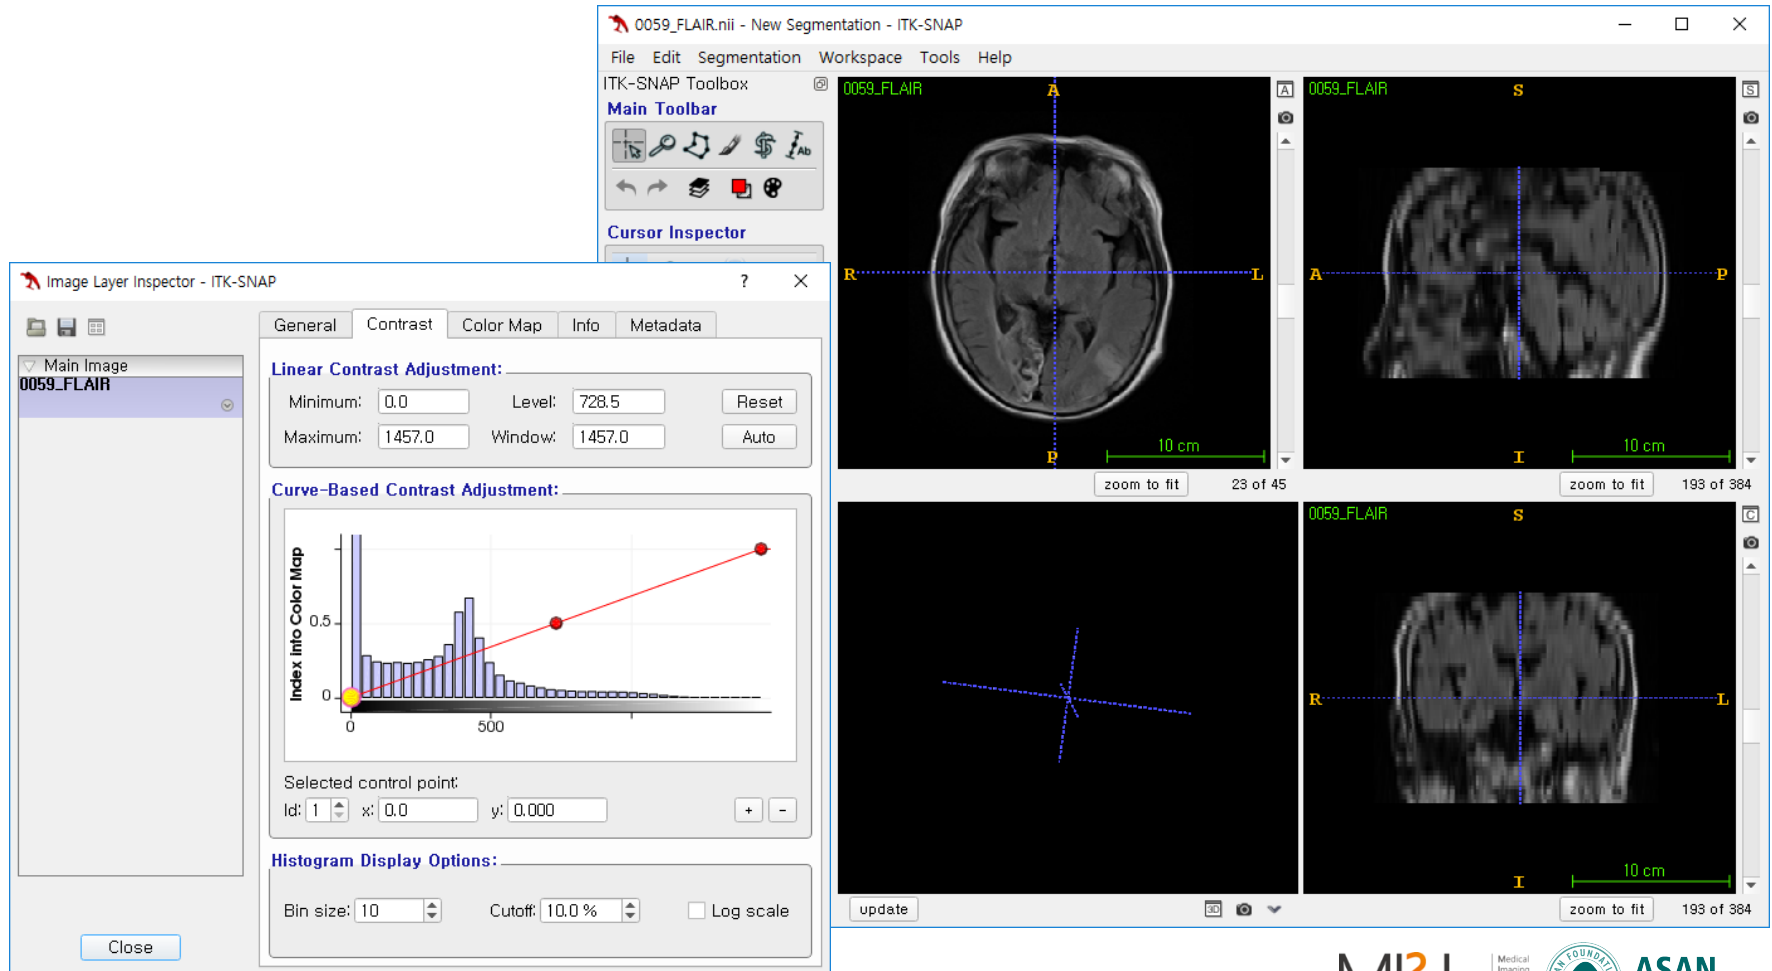 0059_FLAIR.nii - New Segmentation - ITK-SNAP
File Edit Segmentation Workspace Tools Help
ITK-SNAP Toolbox
Main Toolbar
Ab
Cursor Inspector
0059_FLAIR
A
R
L
P
10 cm
A
zoom to fit
23 of 45
0059_FLAIR
S
A
P
I
10 cm
S
zoom to fit
193 of 384
update
3D
0059_FLAIR
S
R
L
I
10 cm
C
zoom to fit
193 of 384
Image Layer Inspector - ITK-SNAP
?
Main Image
0059_FLAIR
Close
General Contrast Color Map Info Metadata
Linear Contrast Adjustment:
Minimum: 0.0 Level: 728.5 Reset
Maximum: 1457.0 Window: 1457.0 Auto
Curve-Based Contrast Adjustment:
Index into Color Map
0.5
0
0 500
Selected control point:
Id: 1 x: 0.0 y: 0.000 + -
Histogram Display Options:
Bin size: 10 Cutoff: 10.0 % Log scale
Medical
Imaging
ASAN